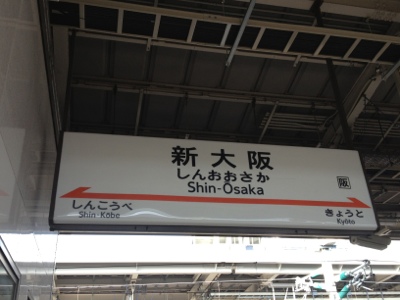 新大阪
しんおおさか
Shin-Ōsaka
阪
しんこうべ
Shin-Kōbe
きょうと
Kyōto